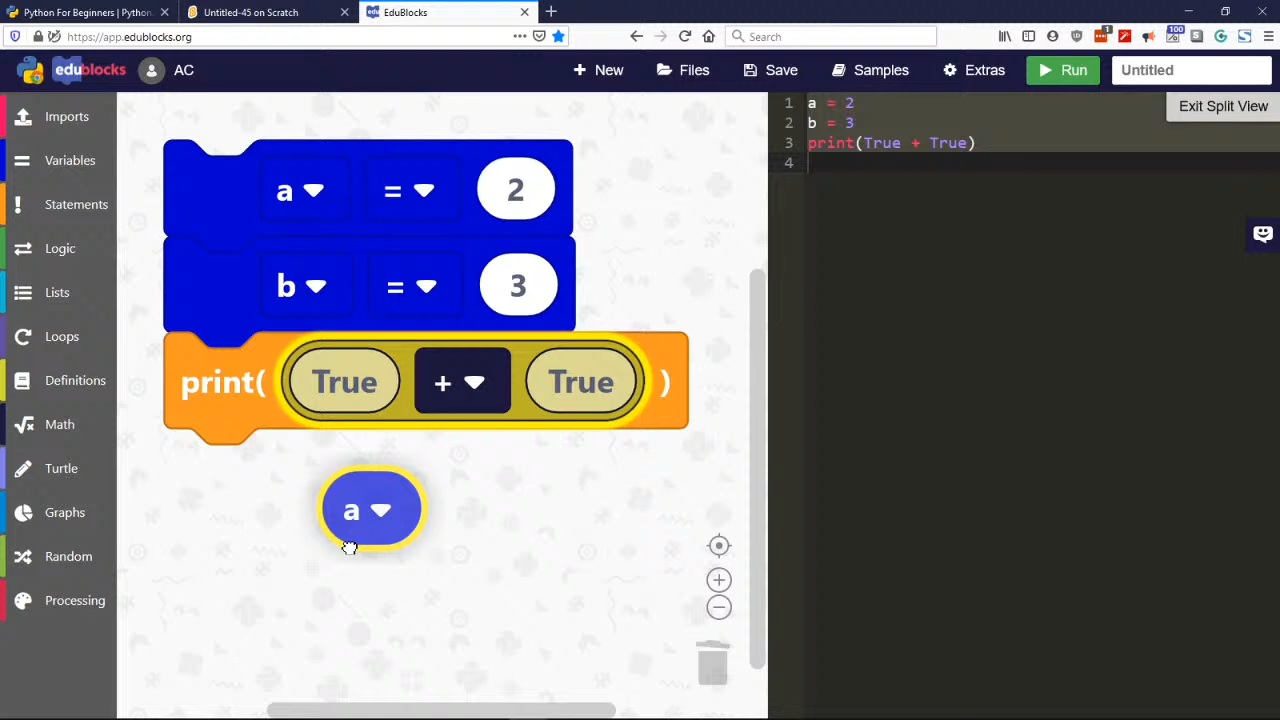 Python For Beginners | Python.
Untitled-45 on Scratch
EduBlocks
https://app.edublocks.org
Search
1
100
edublocks
AC
New
Files
Save
Samples
Extras
Run
Untitled
Imports
Variables
Statements
Logic
Lists
Loops
Definitions
Math
Turtle
Graphs
Random
Processing
a = 2
b = 3
print( True + True )
a
1 a = 2
2 b = 3
3 print(True + True)
4
Exit Split View